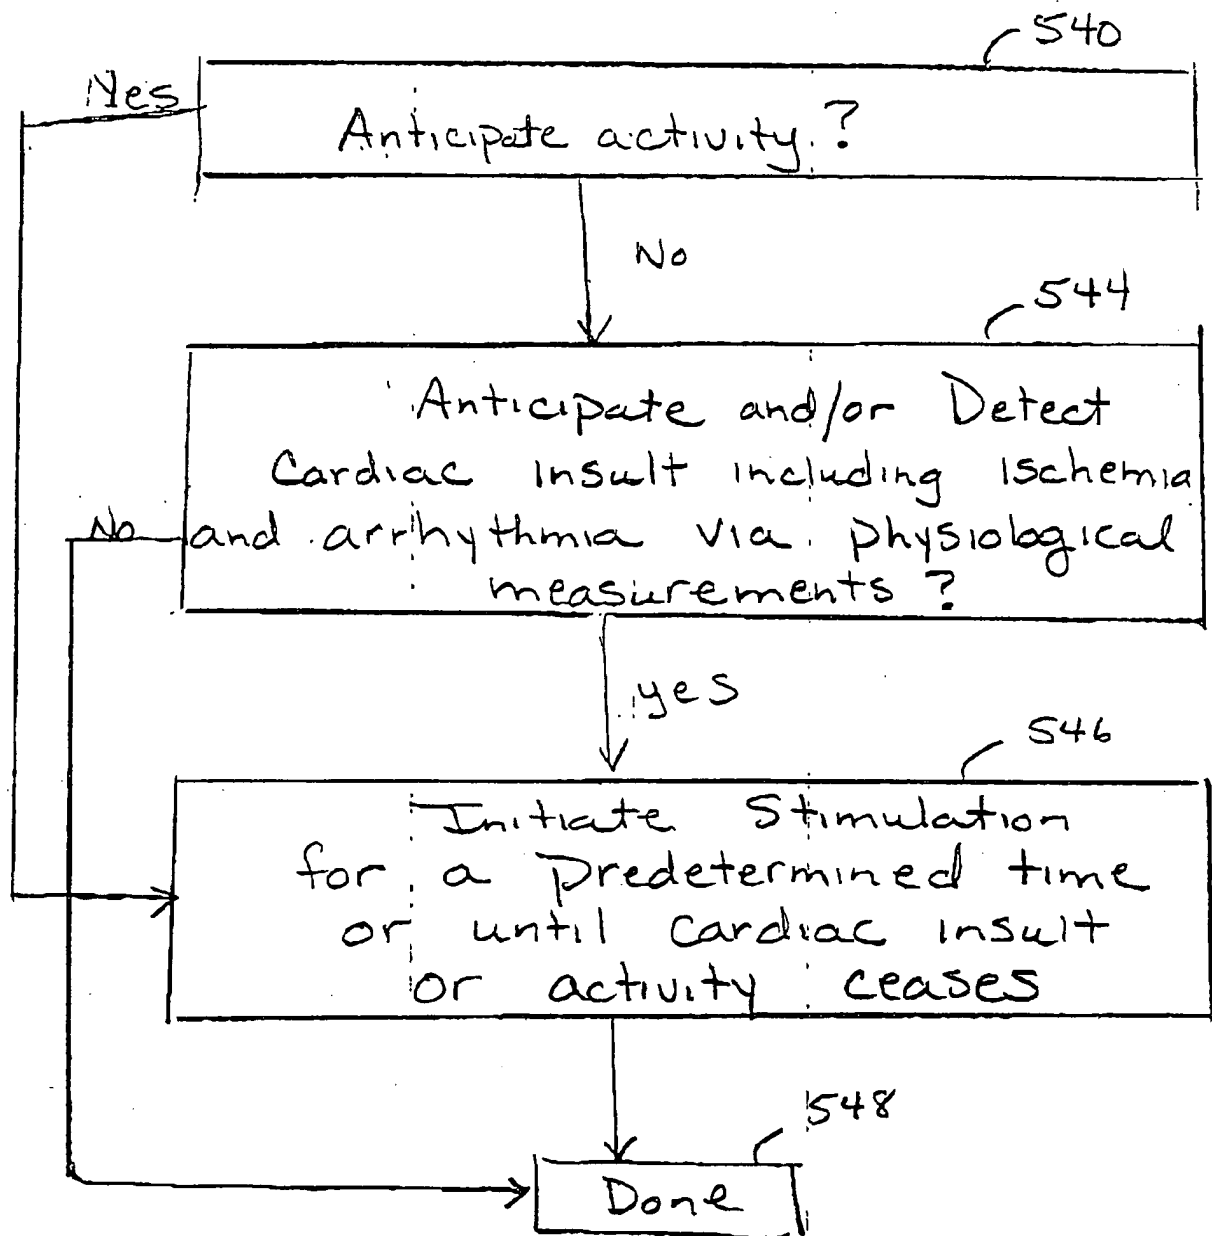 540
Yes
Anticipate activity?
No
544
Anticipate and/or Detect
Cardiac insult including ischemia
No
and arrhythmia via physiological
measurements?
yes
546
Initiate Stimulation
for a predetermined time
or until cardiac insult
or activity ceases
548
Done